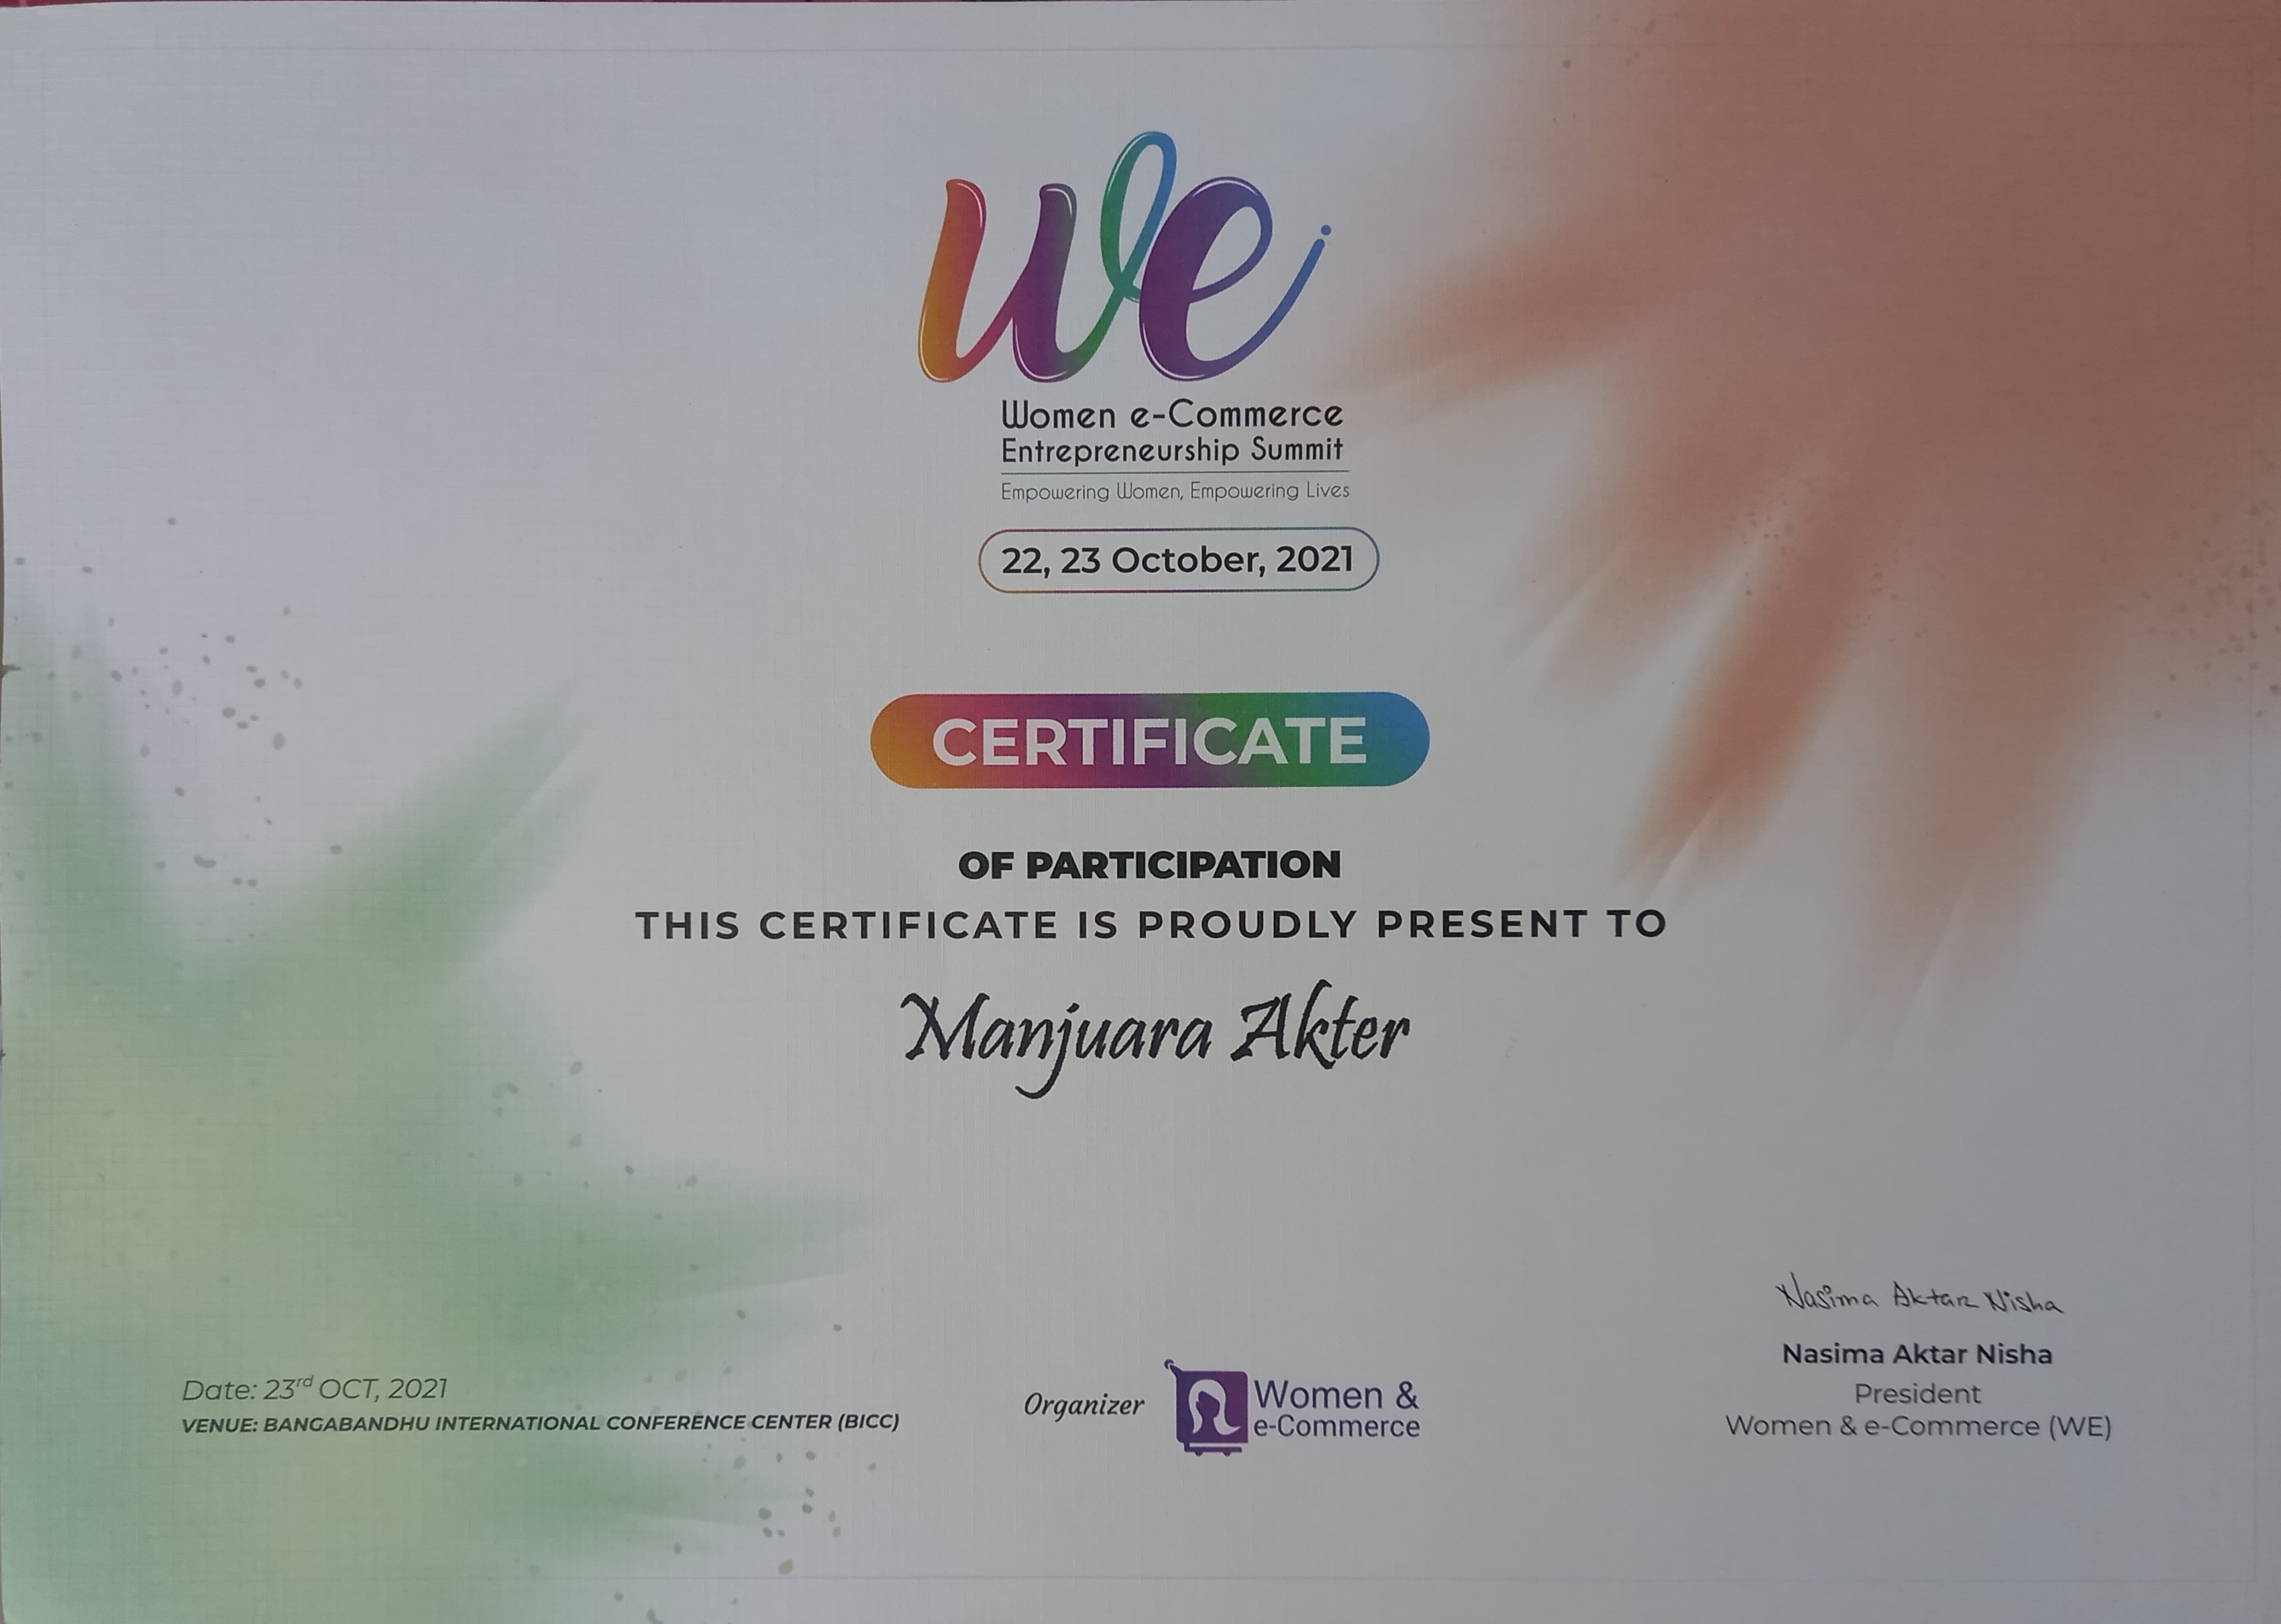 we
Women e-Commerce
Entrepreneurship Summit
Empowering Women, Empowering Lives
22, 23 October, 2021
CERTIFICATE
OF PARTICIPATION
THIS CERTIFICATE IS PROUDLY PRESENT TO
Manjuara Akter
Nasima Aktar Nisha
Nasima Aktar Nisha
President
Women & e-Commerce (WE)
Organizer
Women &
e-Commerce
Date: 23rd OCT, 2021
VENUE: BANGABANDHU INTERNATIONAL CONFERENCE CENTER (BICC)